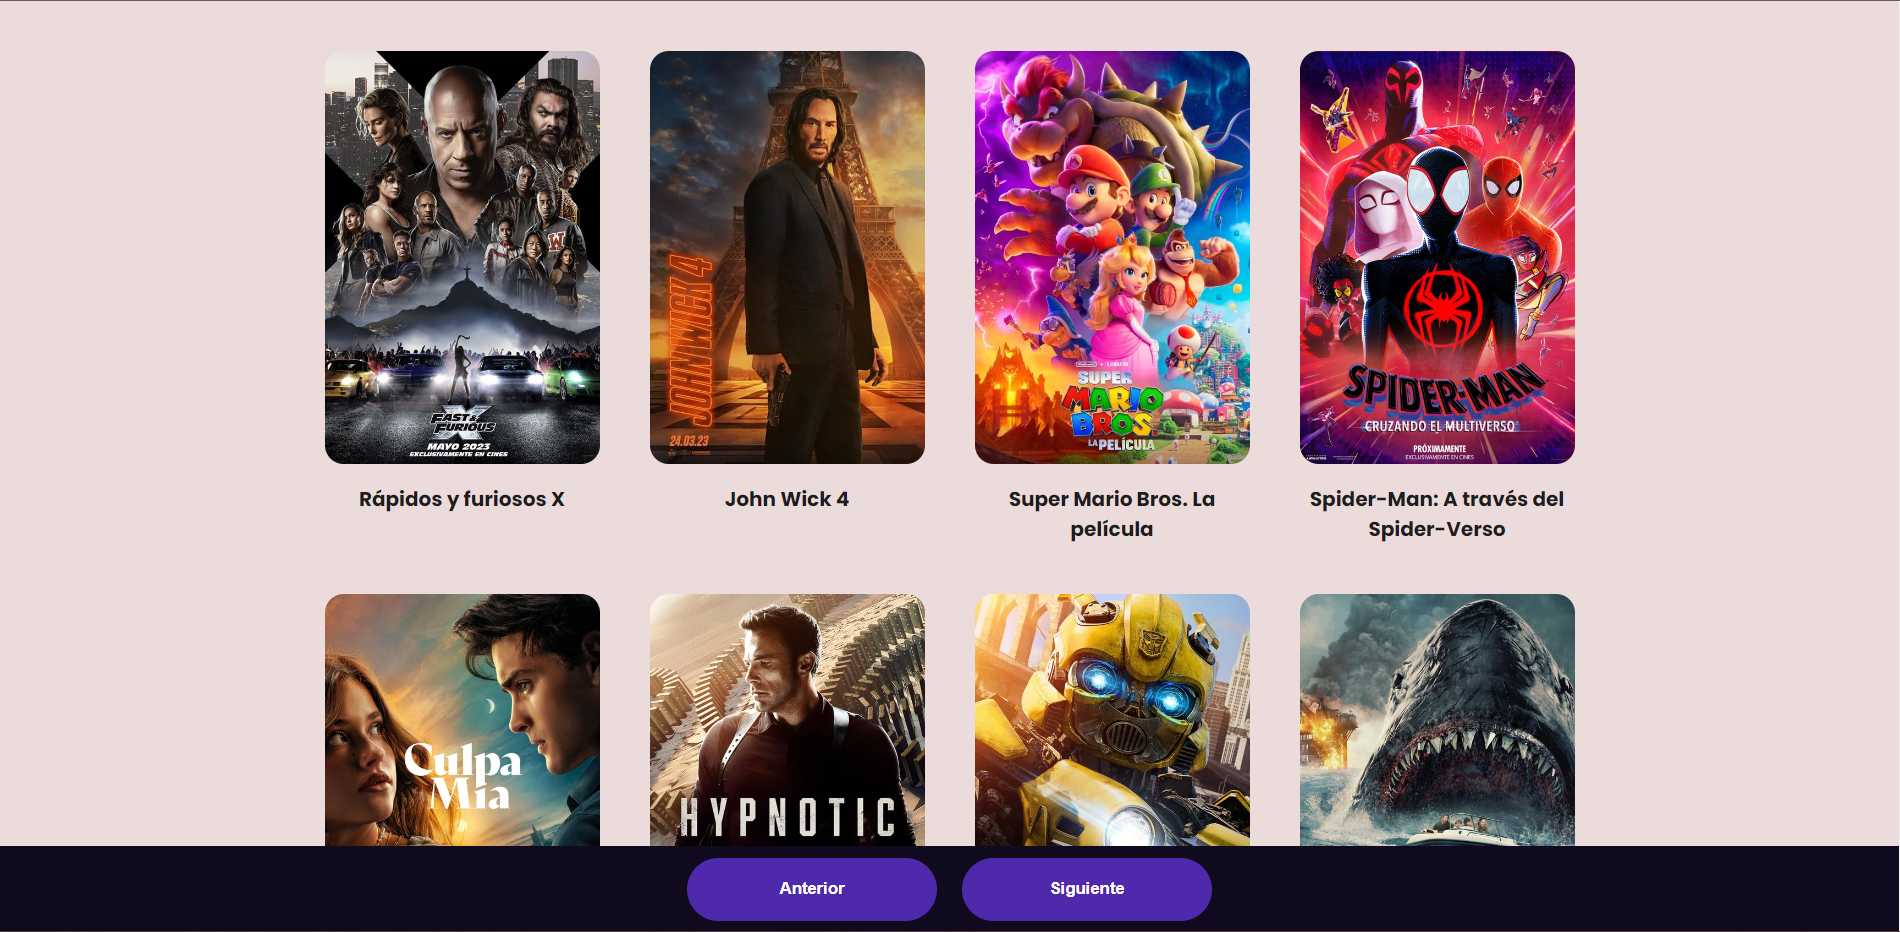 FAST &
FURIOUS
X
MAYO 2023
EXCLUSIVAMENTE EN CINES
JOHN WICK 4
24.03.23
SUPER
MARIO
BROS.
LA PELÍCULA
SPIDER-MAN
CRUZANDO EL MULTIVERSO
PRÓXIMAMENTE
EXCLUSIVAMENTE EN CINES
Rápidos y furiosos X
John Wick 4
Super Mario Bros. La
película
Spider-Man: A través del
Spider-Verso
Culpa
Mia
HYPNOTIC
Anterior
Siguiente